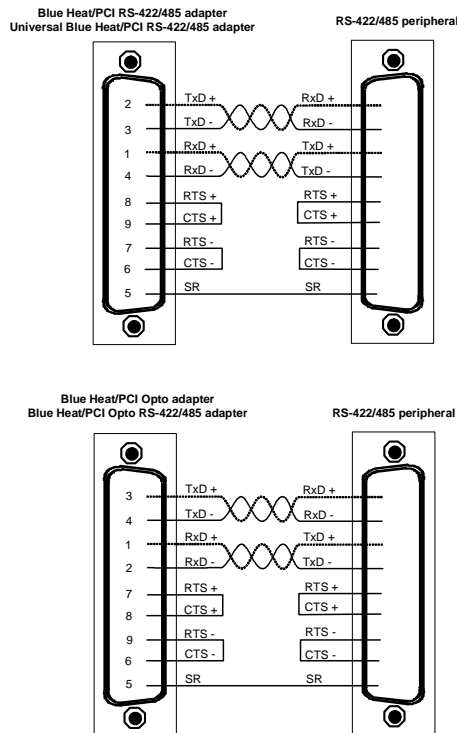 Blue Heat/PCI RS-422/485 adapter
Universal Blue Heat/PCI RS-422/485 adapter
RS-422/485 peripheral
2 TxD + RxD +
3 TxD - RxD -
1 RxD + TxD +
4 RxD - TxD -
8 RTS + RTS +
9 CTS + CTS +
7 RTS - RTS -
6 CTS - CTS -
5 SR SR
Blue Heat/PCI Opto adapter
Blue Heat/PCI Opto RS-422/485 adapter
RS-422/485 peripheral
3 TxD + RxD +
4 TxD - RxD -
1 RxD + TxD +
2 RxD - TxD -
7 RTS + RTS +
8 CTS + CTS +
9 RTS - RTS -
6 CTS - CTS -
5 SR SR